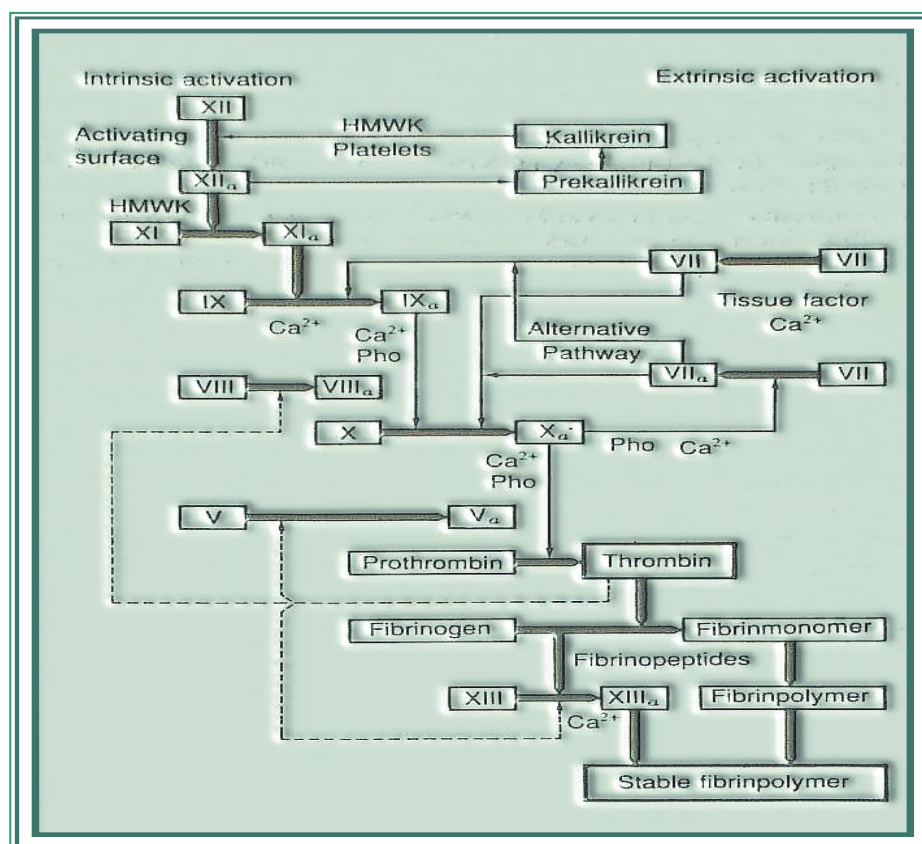 Intrinsic activation
Extrinsic activation
XII
Activating
surface
HMWK
Platelets
Kallikrein
XIIa
Prekallikrein
HMWK
XI
XIa
VII
VII
IX
IXa
Tissue factor
Ca2+
Ca2+
Ca2+
Pho
Alternative
Pathway
VIII
VIIIa
VIIa
VII
X
Xa
Pho Ca2+
Ca2+
Pho
V
Va
Prothrombin
Thrombin
Fibrinogen
Fibrinmonomer
Fibrinopeptides
XIII
XIIIa
Fibrinpolymer
Ca2+
Stable fibrinpolymer